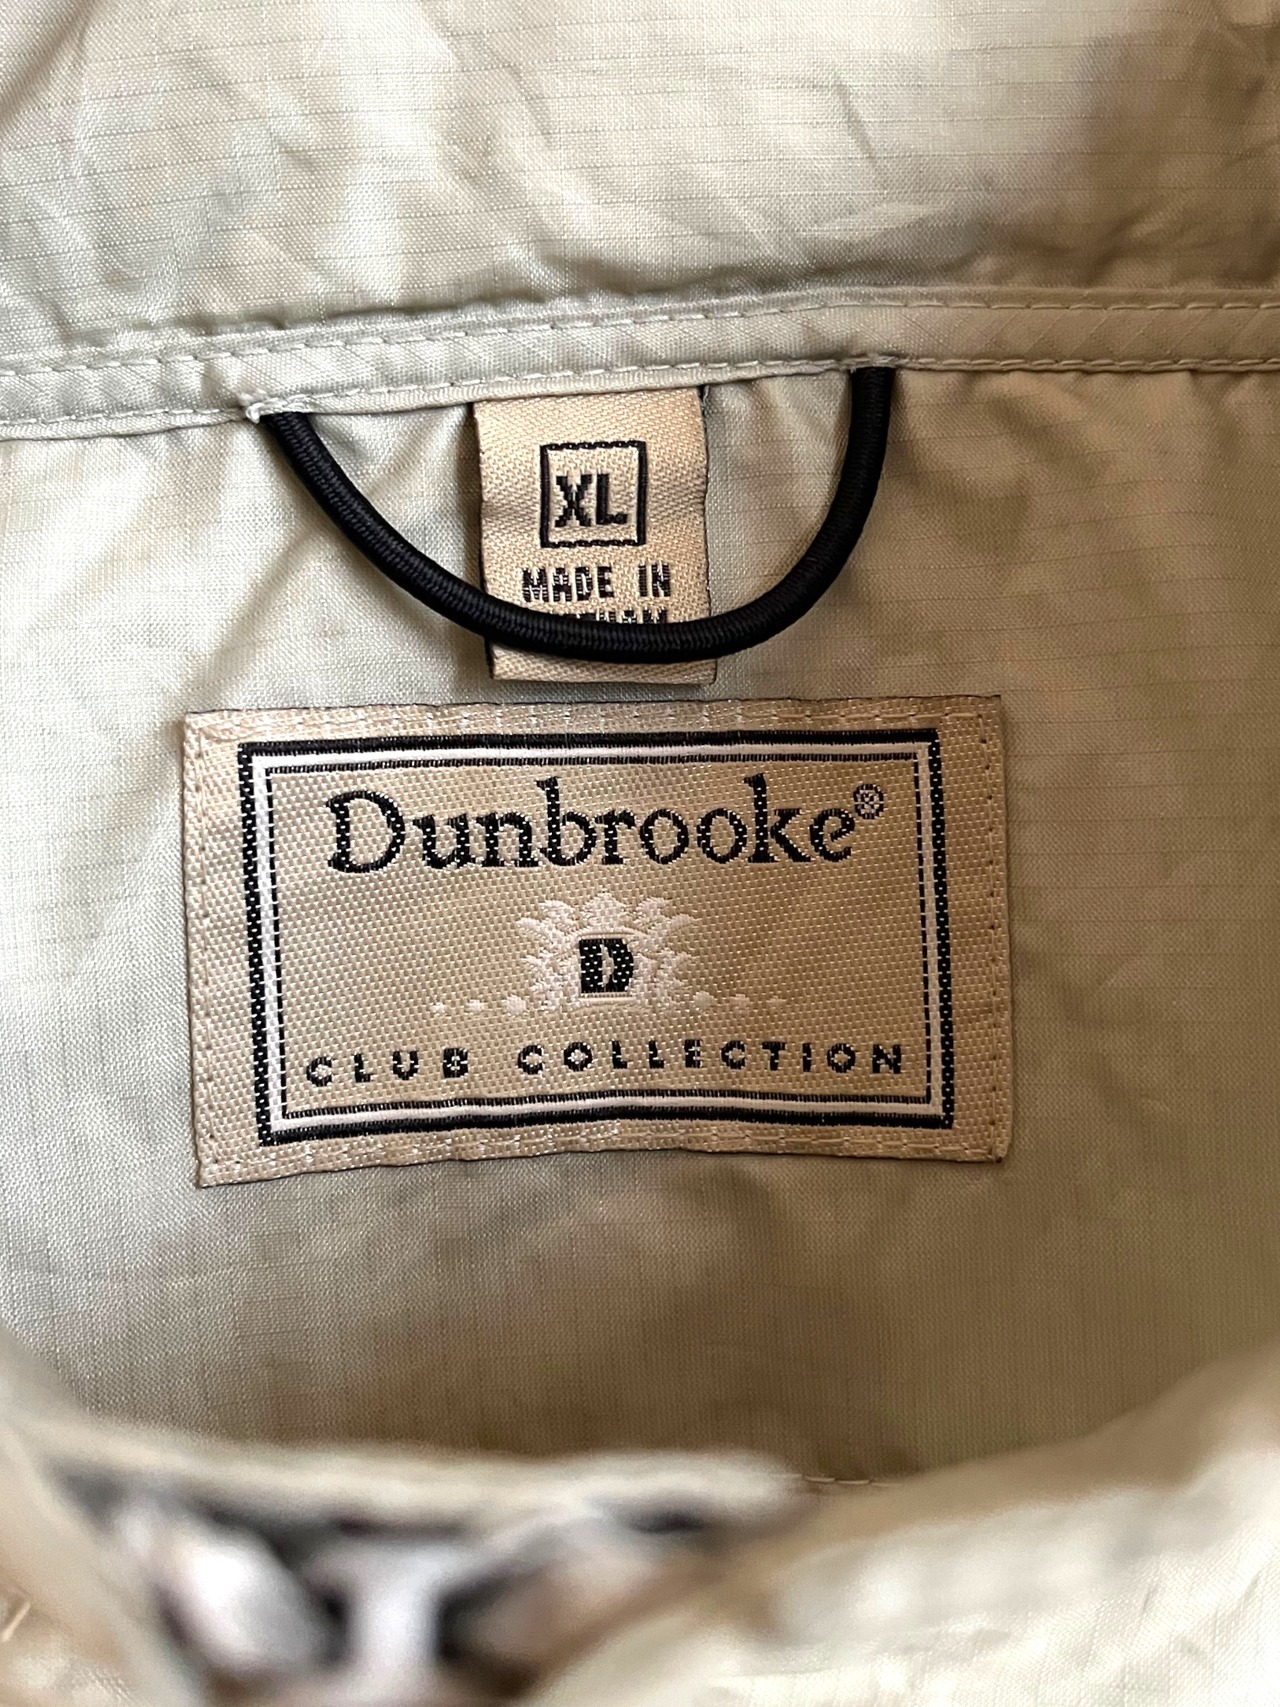 XL
MADE IN
Dunbrooke®
D
CLUB COLLECTION